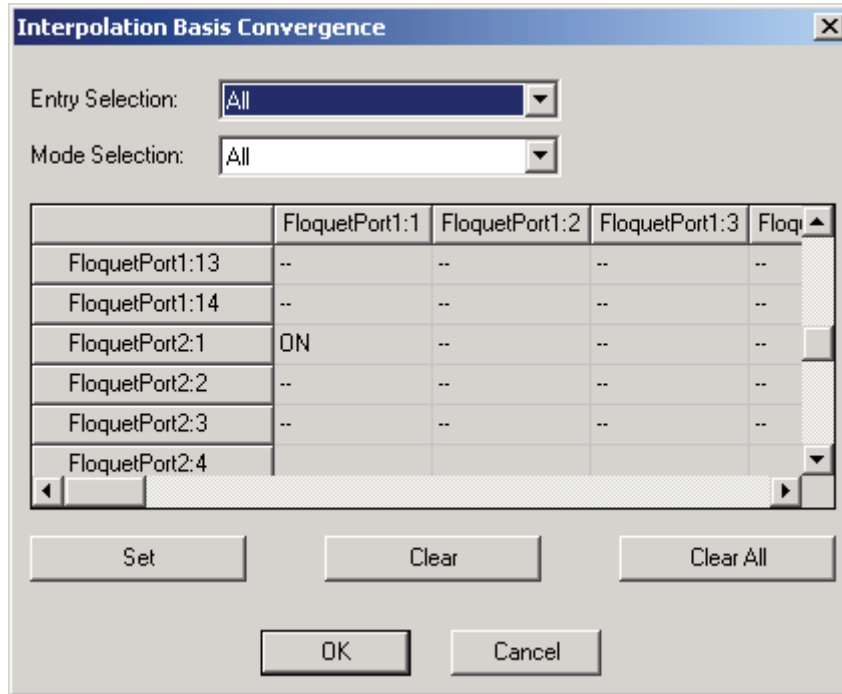 Interpolation Basis Convergence
Entry Selection: All
Mode Selection: All
FloquetPort1:1 FloquetPort1:2 FloquetPort1:3
FloquetPort1:13 -- -- -- --
FloquetPort1:14 -- -- -- --
FloquetPort2:1 ON -- -- --
FloquetPort2:2 -- -- -- --
FloquetPort2:3 -- -- -- --
FloquetPort2:4
Set Clear Clear All
OK Cancel